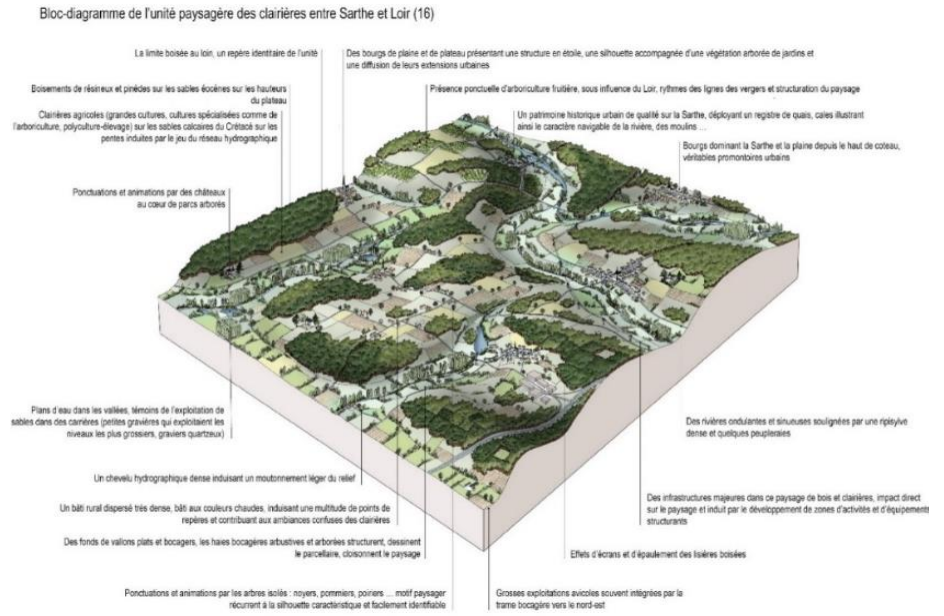 Bloc-diagramme de l'unité paysagère des clairières entre Sarthe et Loir (16)
La limite boisée au loin, un repère identitaire de l'unité
Des bourgs de plaine et de plateau présentant une structure en étoile, une silhouette accompagnée d'une végétation arborée de jardins et
une diffusion de leurs extensions urbaines
Boisements de résineux et pinèdes sur les sables éocènes sur les hauteurs
du plateau
Présence ponctuelle d'arboriculture fruitière, sous influence du Loir, rythmes des lignes des vergers et structuration du paysage
Clairières agricoles (grandes cultures, cultures spécialisées comme de
l'arboriculture, polyculture-élevage) sur les sables calcaires du Crétacé sur les
pentes induites par le jeu du réseau hydrographique
Un patrimoine historique urbain de qualité sur la Sarthe, déployant un registre de quais, cales illustrant
ainsi le caractère navigable de la rivière, des moulins ...
Bourgs dominant la Sarthe et la plaine depuis le haut de coteau,
véritables promontoires urbains
Ponctuations et animations par des châteaux
au cœur de parcs arborés
Plans d'eau dans les vallées, témoins de l'exploitation de
sables dans des carrières (petites gravières qui exploitaient les
niveaux les plus grossiers, graviers quartzeux)
Des rivières ondulantes et sinueuses soulignées par une ripisylve
dense et quelques peupleraies
Un chevelu hydrographique dense induisant un moutonnement léger du relief
Un bâti rural dispersé très dense, bâti aux couleurs chaudes, induisant une multitude de points de
repères et contribuant aux ambiances confuses des clairières
Des infrastructures majeures dans ce paysage de bois et clairières, impact direct
sur le paysage et induit par le développement de zones d'activités et d'équipements
structurants
Des fonds de vallons plats et bocagers, les haies bocagères arbustives et arborées structurent, dessinent
le parcellaire, cloisonnent le paysage
Effets d'écrans et d'épaulement des lisières boisées
Ponctuations et animations par les arbres isolés : noyers, pommiers, poiriers ... motif paysager
récurrent à la silhouette caractéristique et facilement identifiable
Grosses exploitations avicoles souvent intégrées par la
trame bocagère vers le nord-est